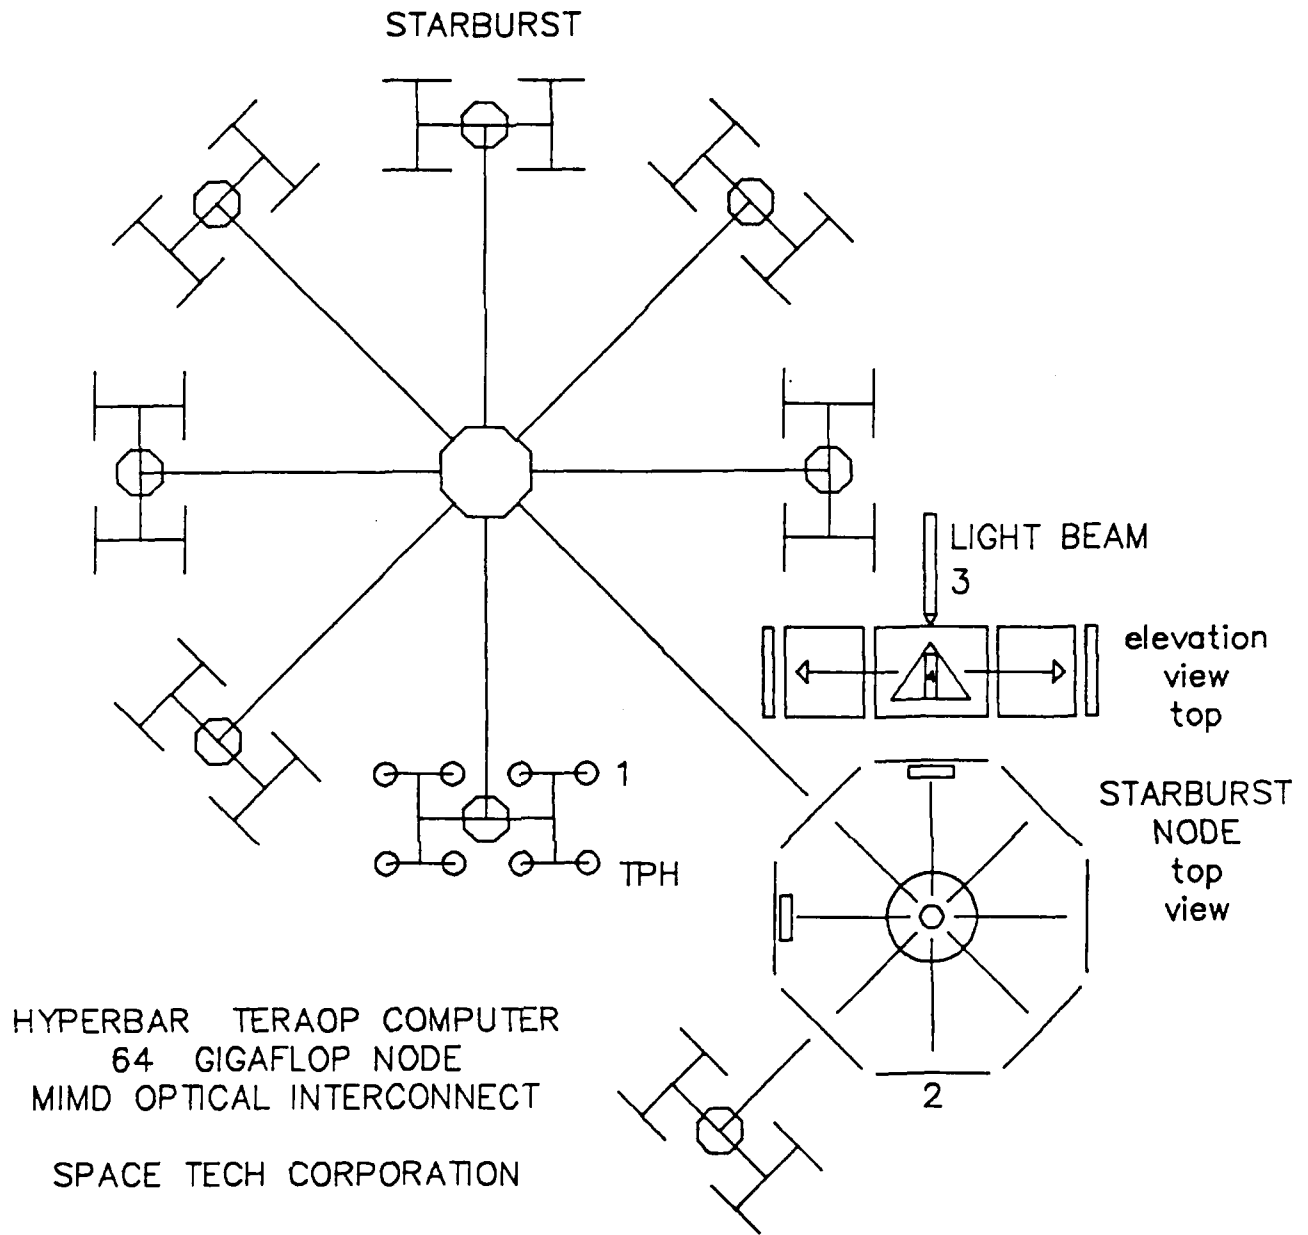 STARBURST
LIGHT BEAM
3
elevation
view
top
1
TPH
STARBURST
NODE
top
view
2
HYPERBAR TERAOP COMPUTER
64 GIGAFLOP NODE
MIMD OPTICAL INTERCONNECT
SPACE TECH CORPORATION